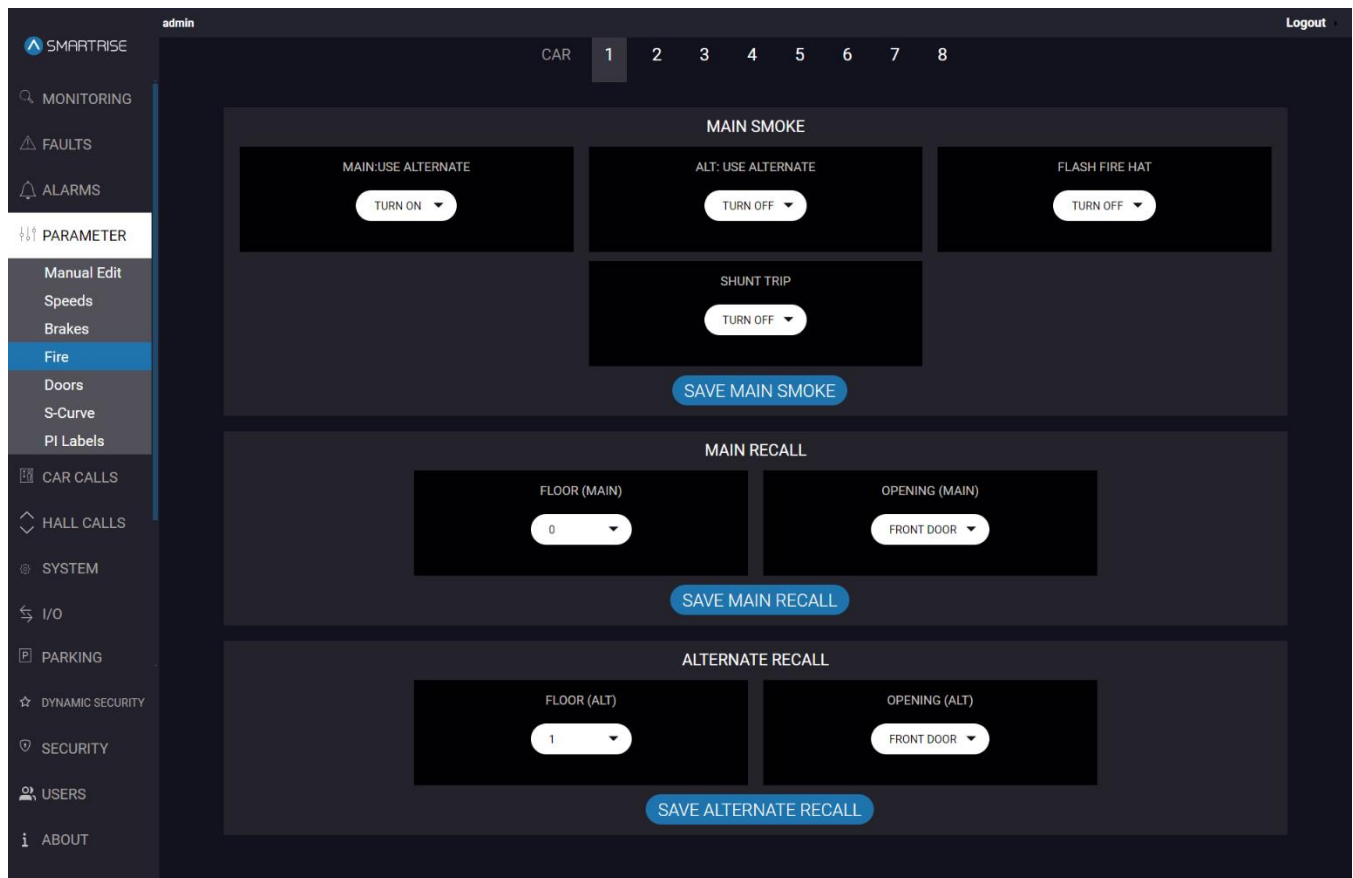 admin
Logout
SMARTRISE
CAR 1 2 3 4 5 6 7 8
MONITORING
FAULTS
ALARMS
PARAMETER
Manual Edit
Speeds
Brakes
Fire
Doors
S-Curve
PI Labels
CAR CALLS
HALL CALLS
SYSTEM
I/O
P PARKING
DYNAMIC SECURITY
SECURITY
USERS
i ABOUT
MAIN SMOKE
MAIN:USE ALTERNATE
TURN ON
ALT: USE ALTERNATE
TURN OFF
FLASH FIRE HAT
TURN OFF
SHUNT TRIP
TURN OFF
SAVE MAIN SMOKE
MAIN RECALL
FLOOR (MAIN)
0
OPENING (MAIN)
FRONT DOOR
SAVE MAIN RECALL
ALTERNATE RECALL
FLOOR (ALT)
1
OPENING (ALT)
FRONT DOOR
SAVE ALTERNATE RECALL